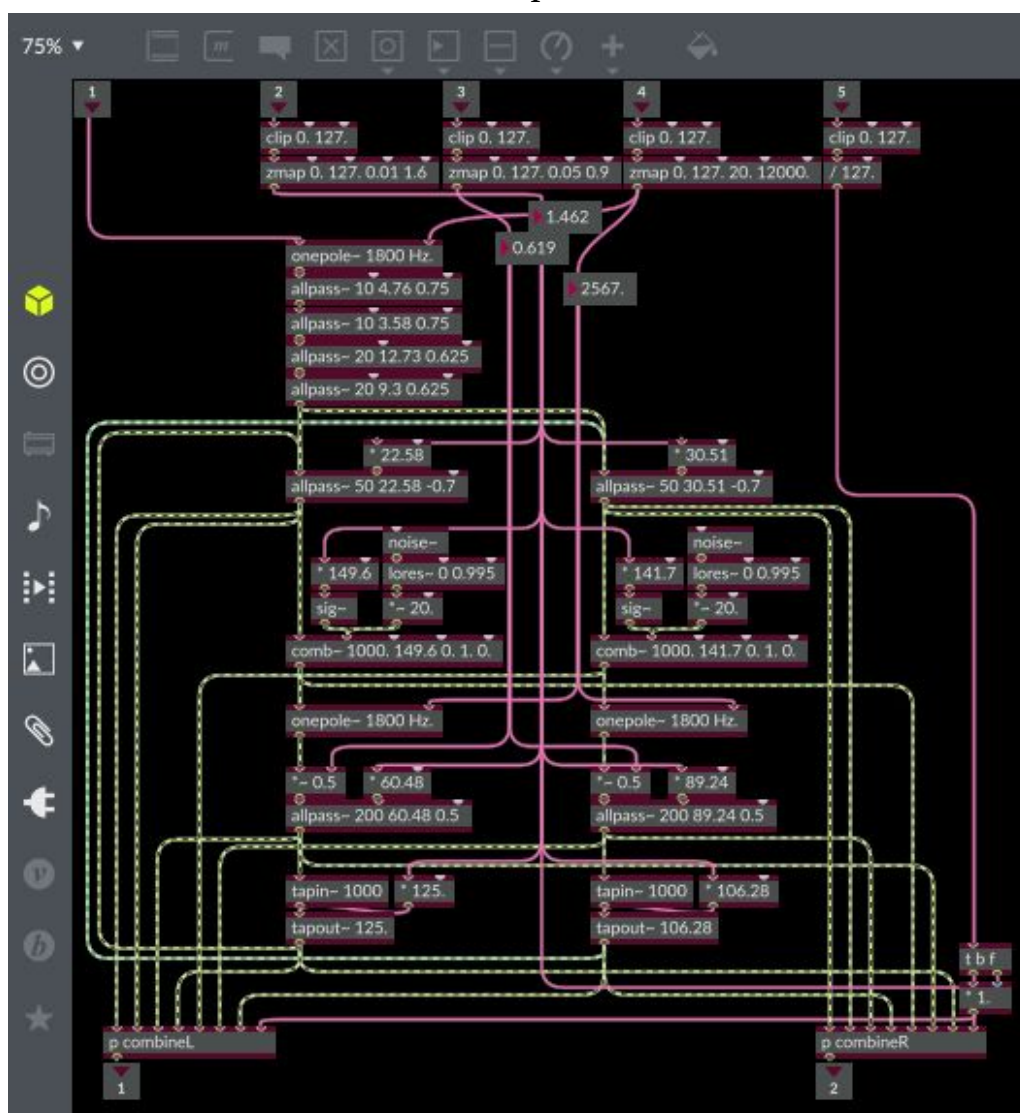 75%
1 2 3 4 5
clip 0. 127. clip 0. 127. clip 0. 127. clip 0. 127.
zmap 0. 127. 0.01 1.6 zmap 0. 127. 0.05 0.9 zmap 0. 127. 20. 12000. / 127.
1.462
onepole~ 1800 Hz. 0.619
allpass~ 10 4.76 0.75 2567.
allpass~ 10 3.58 0.75
allpass~ 20 12.73 0.625
allpass~ 20 9.3 0.625
* 22.58 * 30.51
allpass~ 50 22.58 -0.7 allpass~ 50 30.51 -0.7
noise~ noise~
* 149.6 lores~ 0 0.995 * 141.7 lores~ 0 0.995
sig~ *~ 20. sig~ *~ 20.
comb~ 1000. 149.6 0. 1. 0. comb~ 1000. 141.7 0. 1. 0.
onepole~ 1800 Hz. onepole~ 1800 Hz.
*~ 0.5 * 60.48 *~ 0.5 * 89.24
allpass~ 200 60.48 0.5 allpass~ 200 89.24 0.5
tapin~ 1000 * 125. tapin~ 1000 * 106.28
tapout~ 125. tapout~ 106.28
t b f
* 1.
p combineL p combineR
1 2